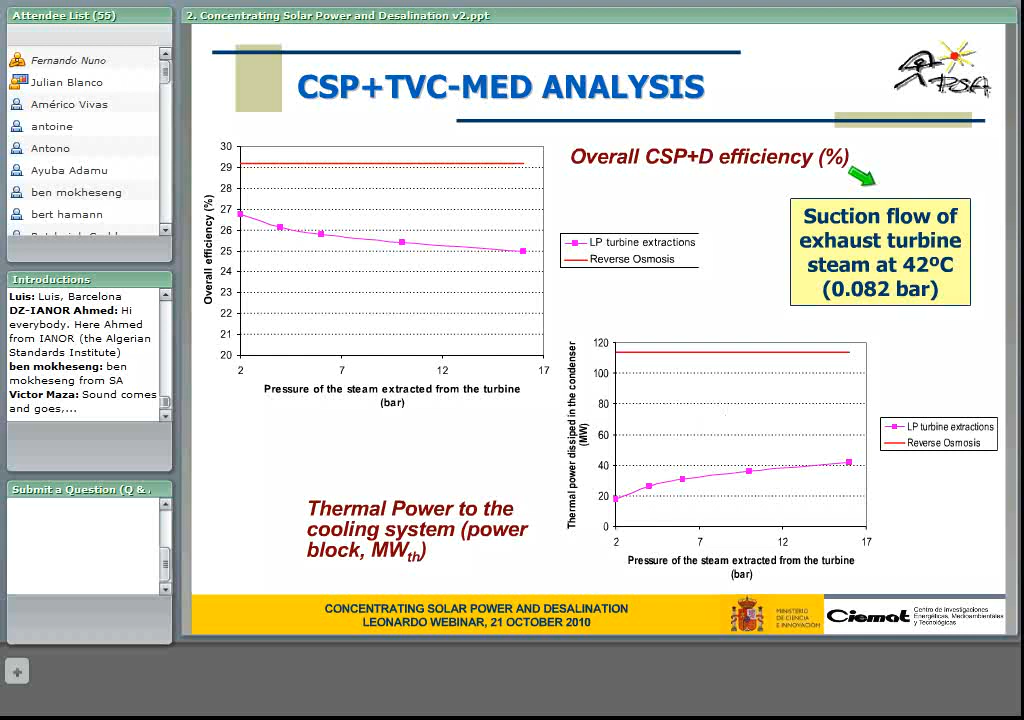 Attendee List (55)
Fernando Nuno
Julian Blanco
Américo Vivas
antoine
Antono
Ayuba Adamu
ben mokheseng
bert hamann
Introductions
Luis: Luis, Barcelona
DZ-IANOR Ahmed: Hi
everybody. Here Ahmed
from IANOR (the Algerian
Standards Institute)
ben mokheseng: ben
mokheseng from SA
Victor Maza: Sound comes
and goes,...
Submit a Question (Q & .
2. Concentrating Solar Power and Desalination v2.ppt
CSP+TVC-MED ANALYSIS
PSA
Overall CSP+D efficiency (%)
30
29
28
27
26
25
24
23
22
21
20
2
7
12
17
Overall efficiency (%)
Pressure of the steam extracted from the turbine
(bar)
LP turbine extractions
Reverse Osmosis
Suction flow of
exhaust turbine
steam at 42ºC
(0.082 bar)
120
100
80
60
40
20
0
2
7
12
17
Thermal power dissiped in the condenser
(MW)
Pressure of the steam extracted from the turbine
(bar)
LP turbine extractions
Reverse Osmosis
Thermal Power to the
cooling system (power
block, MWth)
CONCENTRATING SOLAR POWER AND DESALINATION
LEONARDO WEBINAR, 21 OCTOBER 2010
MINISTERIO
DE CIENCIA
E INNOVACIÓN
Ciemat
Centro de Investigaciones
Energéticas, Medioambientales
y Tecnológicas